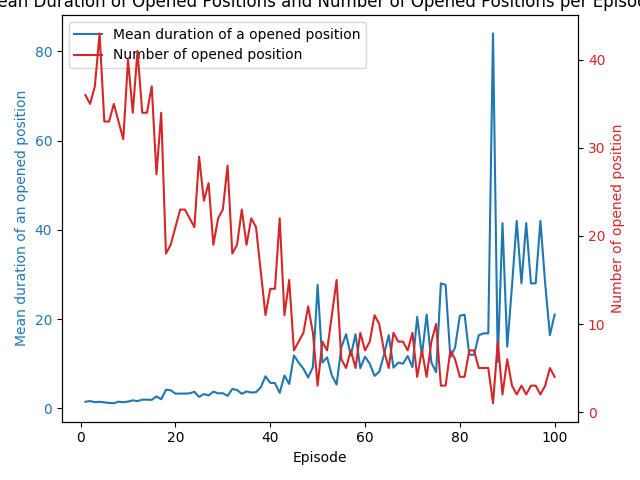 ean Duration of Opened Positions and Number of Opened Positions per Episod
Mean duration of a opened position
Number of opened position
Mean duration of an opened position
80
60
40
20
0
40
30
20
10
0
Number of opened position
0 20 40 60 80 100
Episode